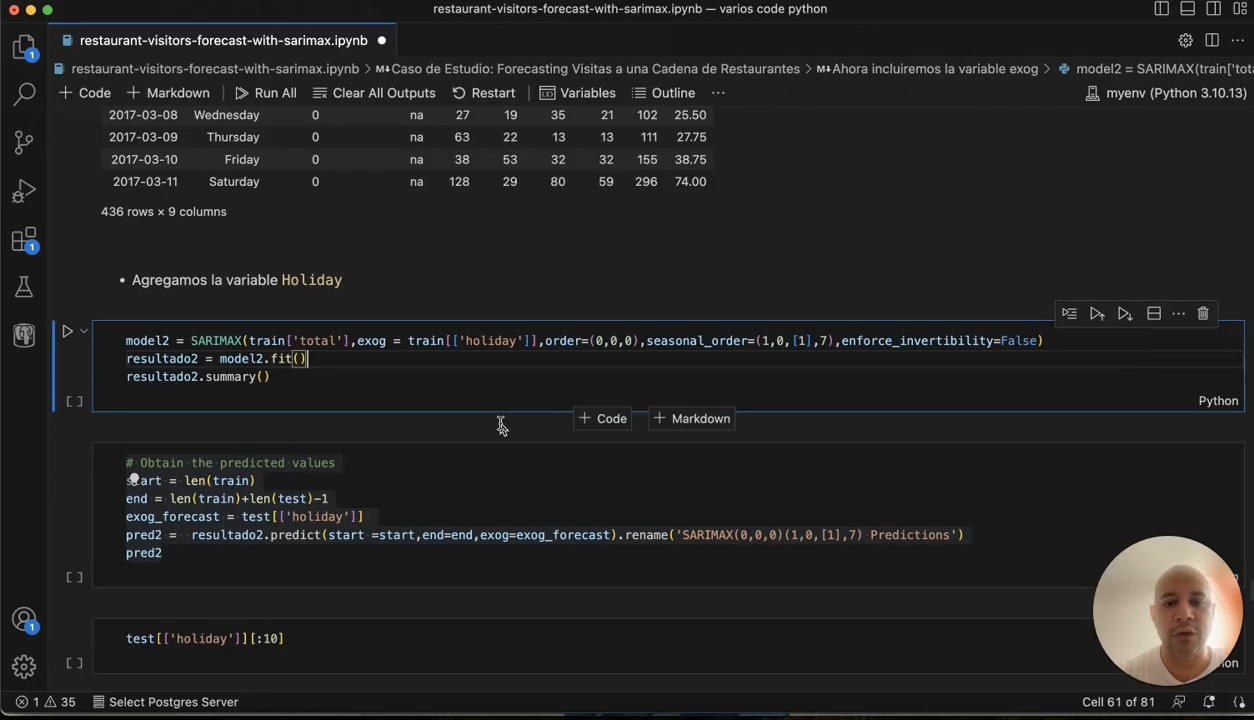 restaurant-visitors-forecast-with-sarimax.ipynb — varios code python
restaurant-visitors-forecast-with-sarimax.ipynb
restaurant-visitors-forecast-with-sarimax.ipynb > Caso de Estudio: Forecasting Visitas a una Cadena de Restaurantes > Ahora incluiremos la variable exog > model2 = SARIMAX(train['tota
+ Code + Markdown Run All Clear All Outputs Restart Variables Outline ··· myenv (Python 3.10.13)
2017-03-08 Wednesday 0 na 27 19 35 21 102 25.50
2017-03-09 Thursday 0 na 63 22 13 13 111 27.75
2017-03-10 Friday 0 na 38 53 32 32 155 38.75
2017-03-11 Saturday 0 na 128 29 80 59 296 74.00
436 rows × 9 columns
• Agregamos la variable Holiday
model2 = SARIMAX(train['total'],exog = train[['holiday']],order=(0,0,0),seasonal_order=(1,0,[1],7),enforce_invertibility=False)
resultado2 = model2.fit()
resultado2.summary()
[ ] Python
+ Code + Markdown
# Obtain the predicted values
start = len(train)
end = len(train)+len(test)-1
exog_forecast = test[['holiday']]
pred2 = resultado2.predict(start =start,end=end,exog=exog_forecast).rename('SARIMAX(0,0,0)(1,0,[1],7) Predictions')
pred2
[ ]
test[['holiday']][:10]
[ ]
1 35 Select Postgres Server Cell 61 of 81
1
1
1